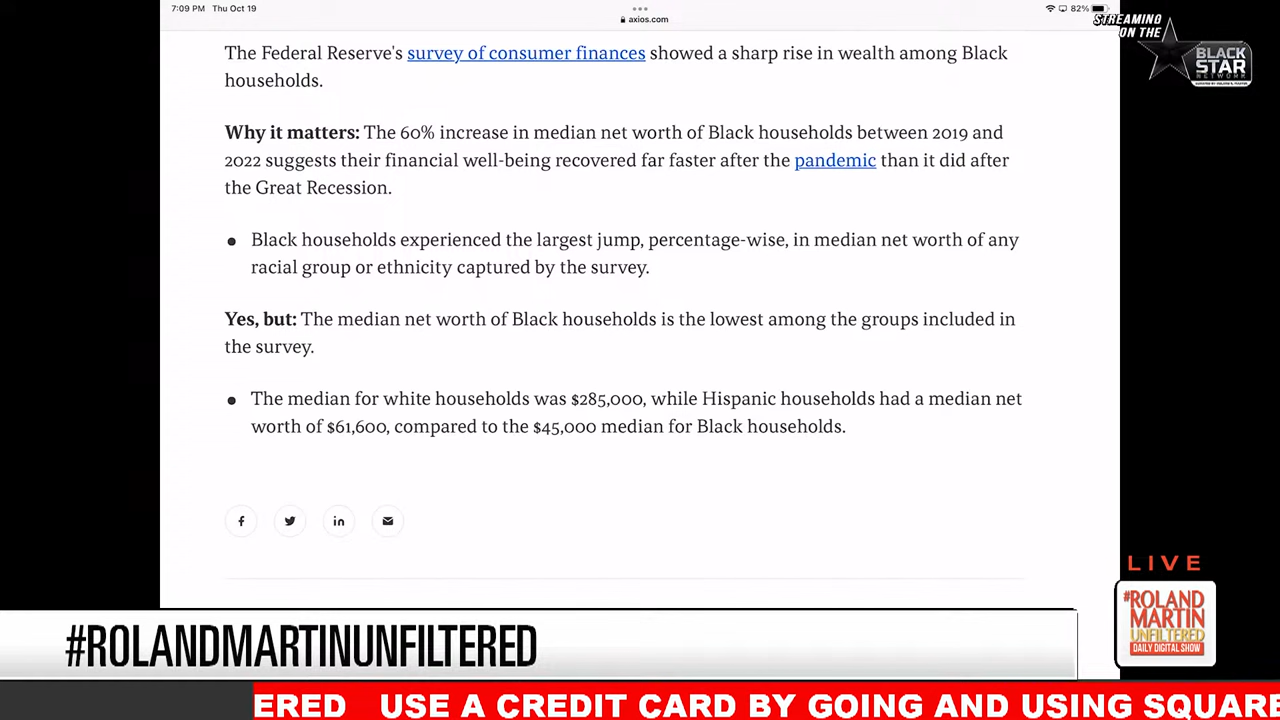 7:09 PM Thu Oct 19
axios.com
82%
STREAMING
ON THE
BLACK
STAR
NETWORK
The Federal Reserve's survey of consumer finances showed a sharp rise in wealth among Black
households.
Why it matters: The 60% increase in median net worth of Black households between 2019 and
2022 suggests their financial well-being recovered far faster after the pandemic than it did after
the Great Recession.
• Black households experienced the largest jump, percentage-wise, in median net worth of any
racial group or ethnicity captured by the survey.
Yes, but: The median net worth of Black households is the lowest among the groups included in
the survey.
• The median for white households was $285,000, while Hispanic households had a median net
worth of $61,600, compared to the $45,000 median for Black households.
LIVE
#ROLAND
MARTIN
UNFILTERED
DAILY DIGITAL SHOW
#ROLANDMARTINUNFILTERED
ERED USE A CREDIT CARD BY GOING AND USING SQUARE